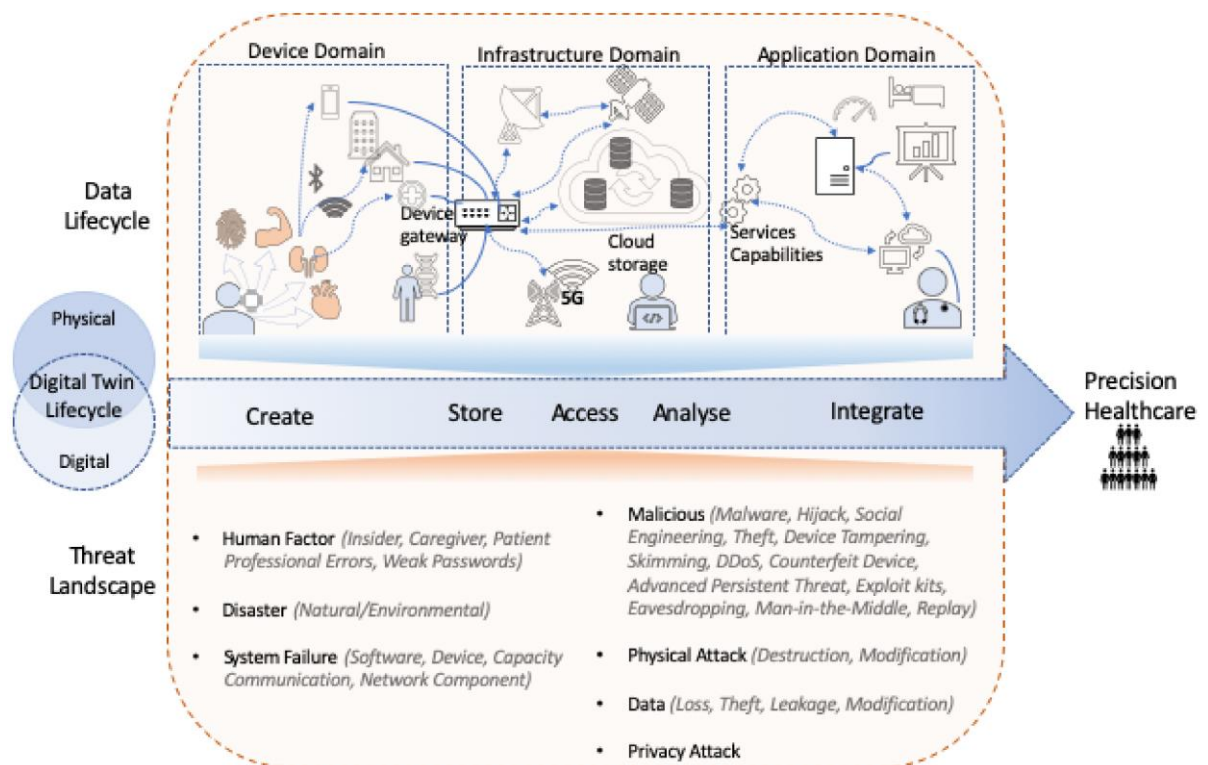 Device Domain
Infrastructure Domain
Application Domain
Data
Lifecycle
Device
gateway
Cloud
storage
5G
</>
Services
Capabilities
Physical
Digital Twin
Lifecycle
Digital
Create
Store
Access
Analyse
Integrate
Precision
Healthcare
Threat
Landscape
• Human Factor (Insider, Caregiver, Patient
Professional Errors, Weak Passwords)
• Disaster (Natural/Environmental)
• System Failure (Software, Device, Capacity
Communication, Network Component)
• Malicious (Malware, Hijack, Social
Engineering, Theft, Device Tampering,
Skimming, DDoS, Counterfeit Device,
Advanced Persistent Threat, Exploit kits,
Eavesdropping, Man-in-the-Middle, Replay)
• Physical Attack (Destruction, Modification)
• Data (Loss, Theft, Leakage, Modification)
• Privacy Attack